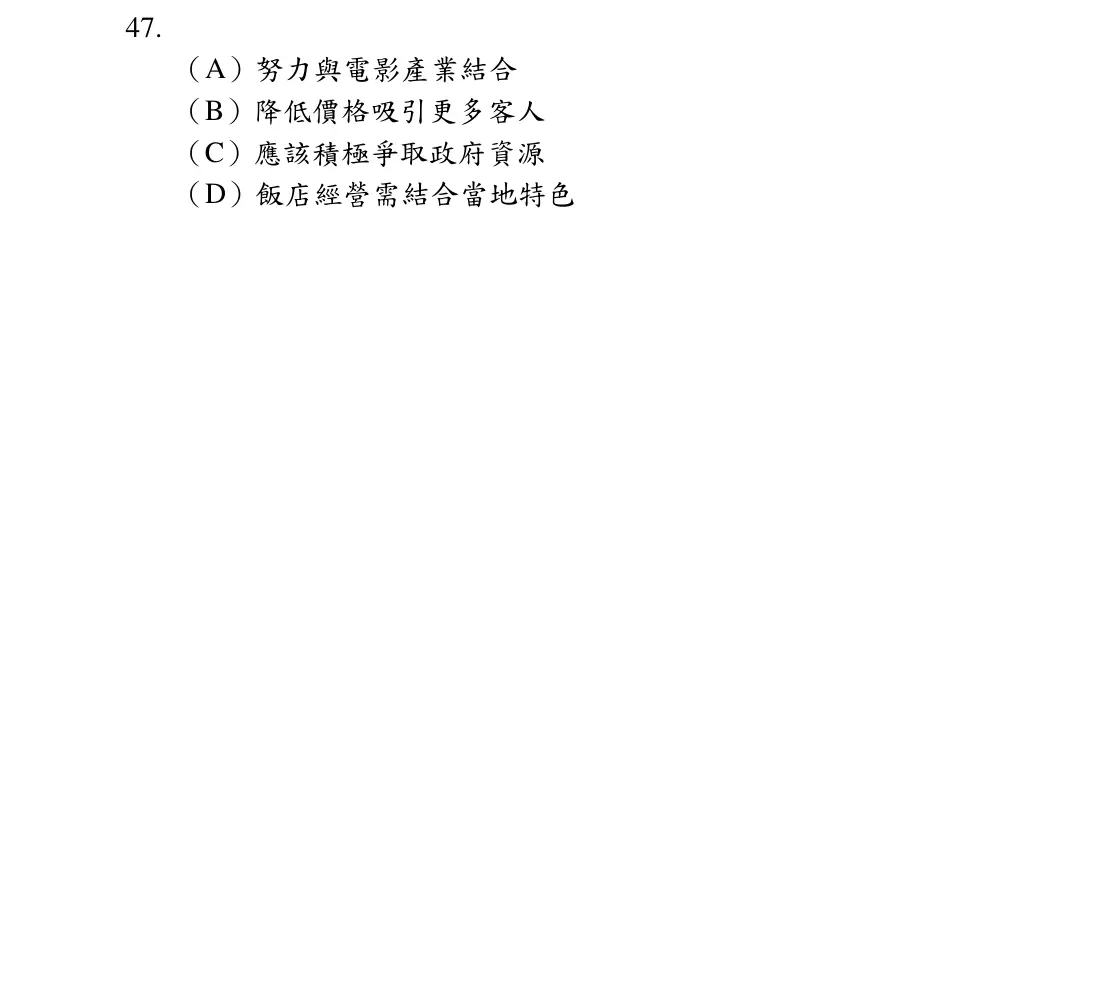 47.
（A）努力與電影產業結合
（B）降低價格吸引更多客人
（C）應該積極爭取政府資源
（D）飯店經營需結合當地特色